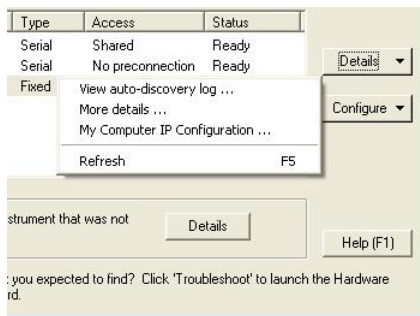 Type Access Status
Serial Shared Ready
Serial No preconnection Ready
Details
Fixed
View auto-discovery log ...
More details ...
Configure
My Computer IP Configuration ...
Refresh F5
strument that was not
Details
Help (F1)
you expected to find? Click 'Troubleshoot' to launch the Hardware
rd.